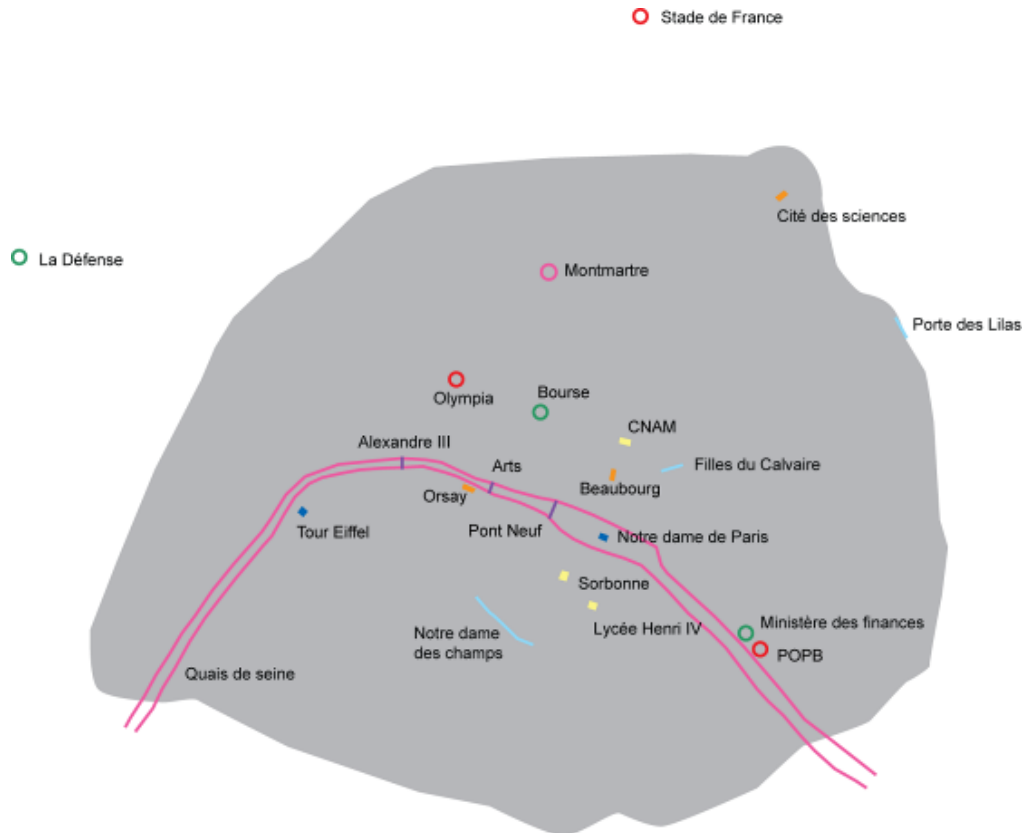 Stade de France
Cité des sciences
La Défense
Montmartre
Porte des Lilas
Olympia
Bourse
CNAM
Alexandre III
Arts
Filles du Calvaire
Orsay
Beaubourg
Tour Eiffel
Pont Neuf
Notre dame de Paris
Sorbonne
Lycée Henri IV
Ministère des finances
Notre dame
des champs
POPB
Quais de seine